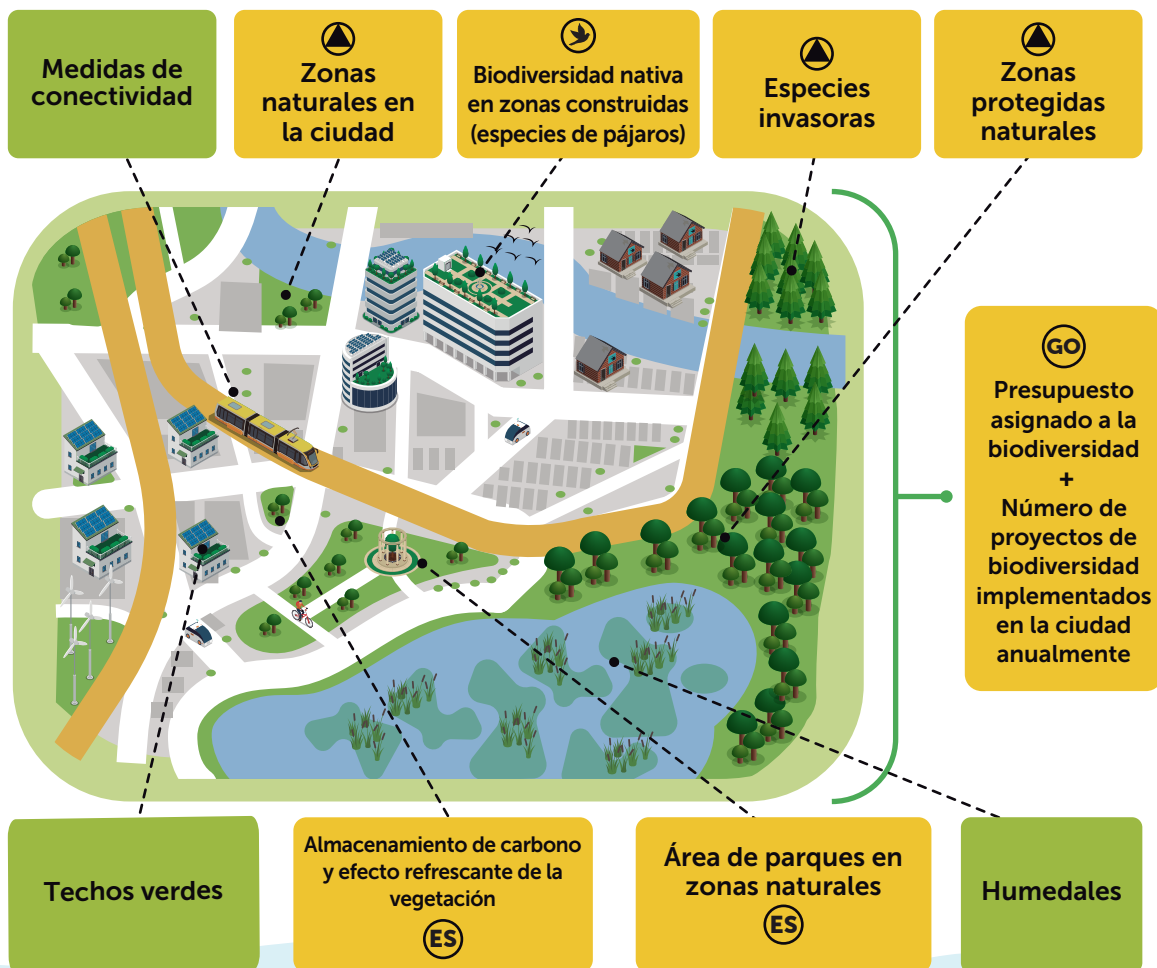 Medidas de
conectividad
Zonas
naturales en
la ciudad
Biodiversidad nativa
en zonas construidas
(especies de pájaros)
Especies
invasoras
Zonas
protegidas
naturales
GO
Presupuesto
asignado a la
biodiversidad
+
Número de
proyectos de
biodiversidad
implementados
en la ciudad
anualmente
Techos verdes
Almacenamiento de carbono
y efecto refrescante de la
vegetación
ES
Área de parques en
zonas naturales
ES
Humedales